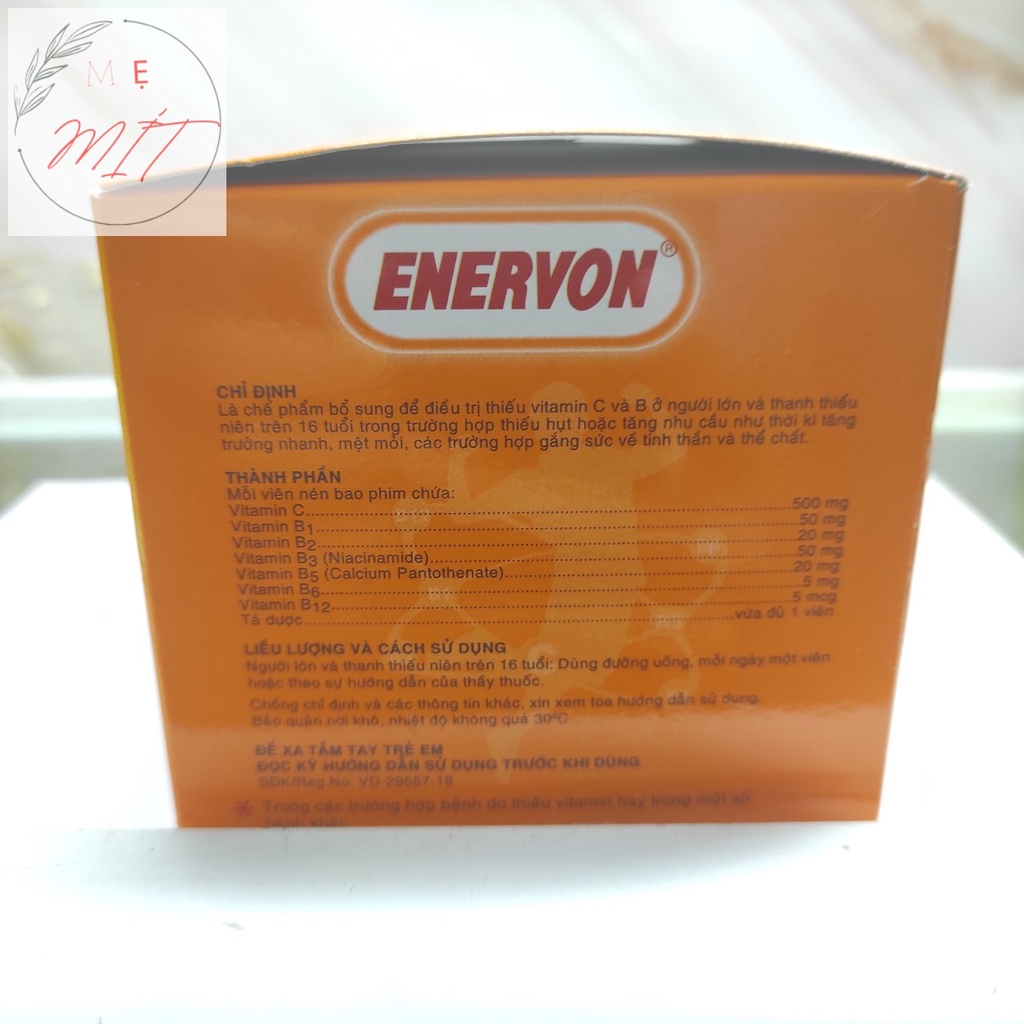 MẸ
MÍT
ENERVON®
CHỈ ĐỊNH
Là chế phẩm bổ sung để điều trị thiếu vitamin C và B ở người lớn và thanh thiếu
niên trên 16 tuổi trong trường hợp thiếu hụt hoặc tăng nhu cầu như thời kì tăng
trưởng nhanh, mệt mỏi, các trường hợp gắng sức về tinh thần và thể chất.
THÀNH PHẦN
Mỗi viên nén bao phim chứa:
Vitamin C..........500 mg
Vitamin B1..........50 mg
Vitamin B2..........20 mg
Vitamin B3 (Niacinamide)..........50 mg
Vitamin B5 (Calcium Pantothenate)..........20 mg
Vitamin B6..........5 mg
Vitamin B12..........5 mcg
Tá dược..........vừa đủ 1 viên
LIỀU LƯỢNG VÀ CÁCH SỬ DỤNG
Người lớn và thanh thiếu niên trên 16 tuổi: Dùng đường uống, mỗi ngày một viên
hoặc theo sự hướng dẫn của thầy thuốc.
Chống chỉ định và các thông tin khác, xin xem toa hướng dẫn sử dụng.
Bảo quản nơi khô, nhiệt độ không quá 30ºC
ĐỂ XA TẦM TAY TRẺ EM
ĐỌC KỸ HƯỚNG DẪN SỬ DỤNG TRƯỚC KHI DÙNG
SĐK/Reg.No. VD-29557-18
* Trong các trường hợp bệnh do thiếu vitamin hay trong một số
bệnh khác